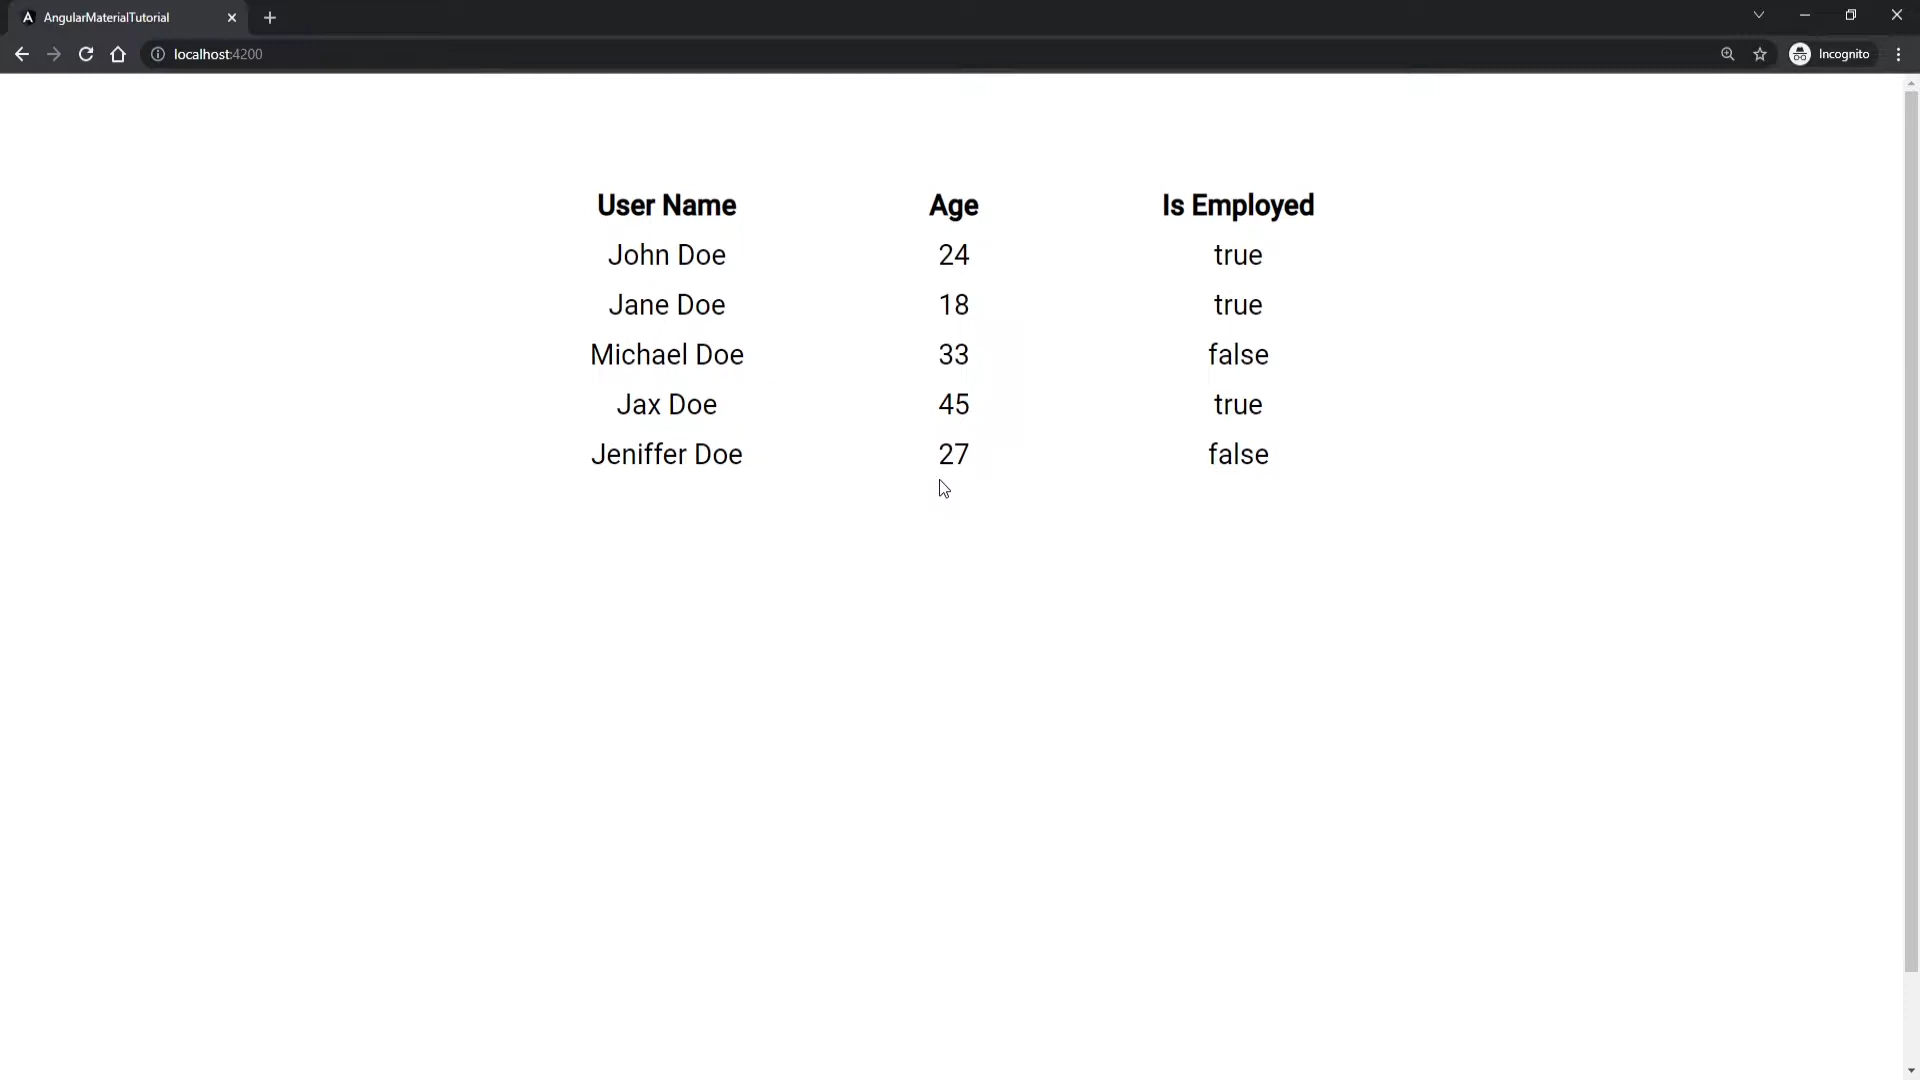 AngularMaterialTutorial
localhost:4200
Incognito
User Name Age Is Employed
John Doe 24 true
Jane Doe 18 true
Michael Doe 33 false
Jax Doe 45 true
Jeniffer Doe 27 false